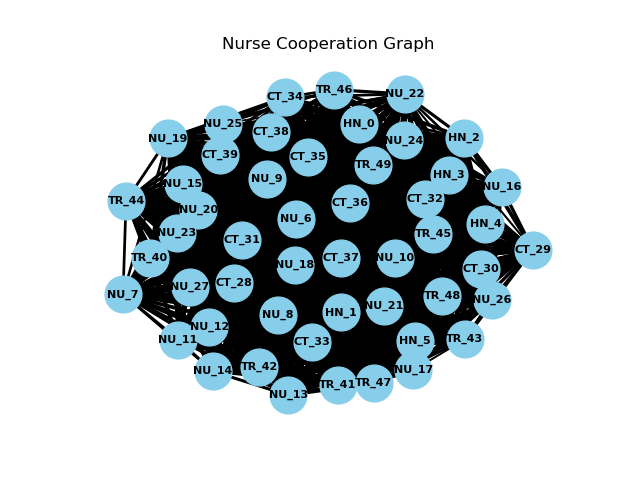 Nurse Cooperation Graph
TR_46
CT_34
NU_22
NU_25
HN_0
CT_38
NU_19
HN_2
NU_24
CT_39
CT_35
TR_49
HN_3
NU_9
NU_15
NU_16
TR_44
CT_32
CT_36
NU_20
NU_6
HN_4
NU_23
TR_45
CT_31
CT_29
TR_40
CT_37
NU_10
NU_18
CT_30
CT_28
NU_27
NU_7
TR_48
NU_26
NU_21
HN_1
NU_8
NU_12
NU_11
CT_33
HN_5
TR_43
TR_42
NU_14
NU_17
TR_47
TR_41
NU_13